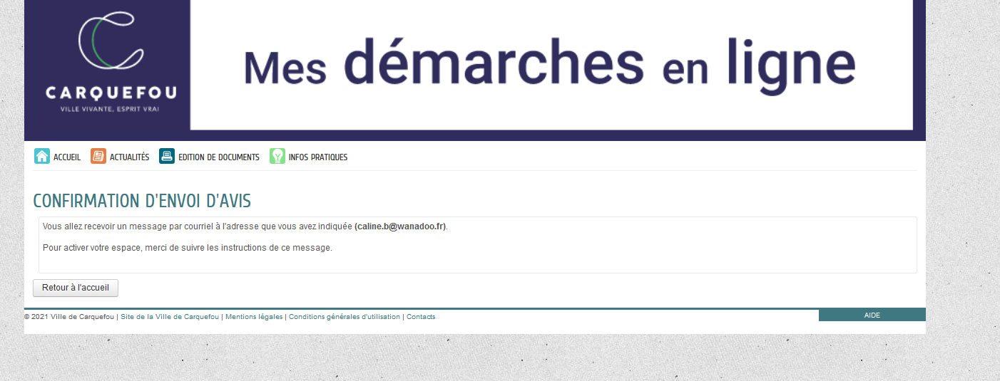 CARQUEFOU
VILLE VIVANTE, ESPRIT VRAI
Mes démarches en ligne
ACCUEIL ACTUALITÉS EDITION DE DOCUMENTS INFOS PRATIQUES
CONFIRMATION D'ENVOI D'AVIS
Vous allez recevoir un message par courriel à l'adresse que vous avez indiquée (caline.b@wanadoo.fr).
Pour activer votre espace, merci de suivre les instructions de ce message.
Retour à l'accueil
© 2021 Ville de Carquefou | Site de la Ville de Carquefou | Mentions légales | Conditions générales d'utilisation | Contacts
AIDE